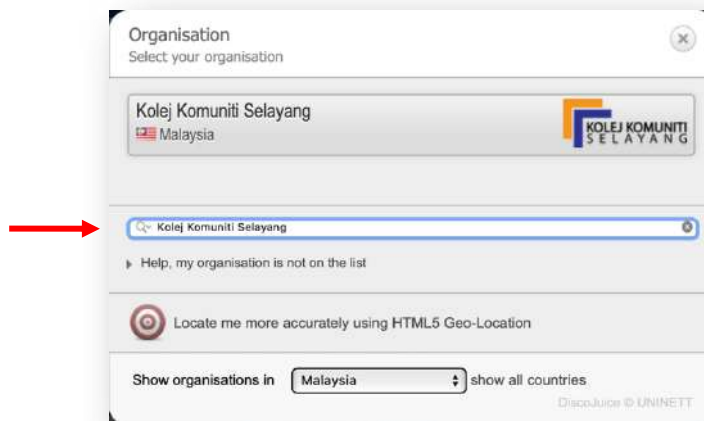 Organisation
Select your organisation
Kolej Komuniti Selayang
Malaysia
KOLEJ KOMUNITI
SELAYANG
Kolej Komuniti Selayang
Help, my organisation is not on the list
Locate me more accurately using HTML5 Geo-Location
Show organisations in Malaysia show all countries
DiscoJuice © UNINETT